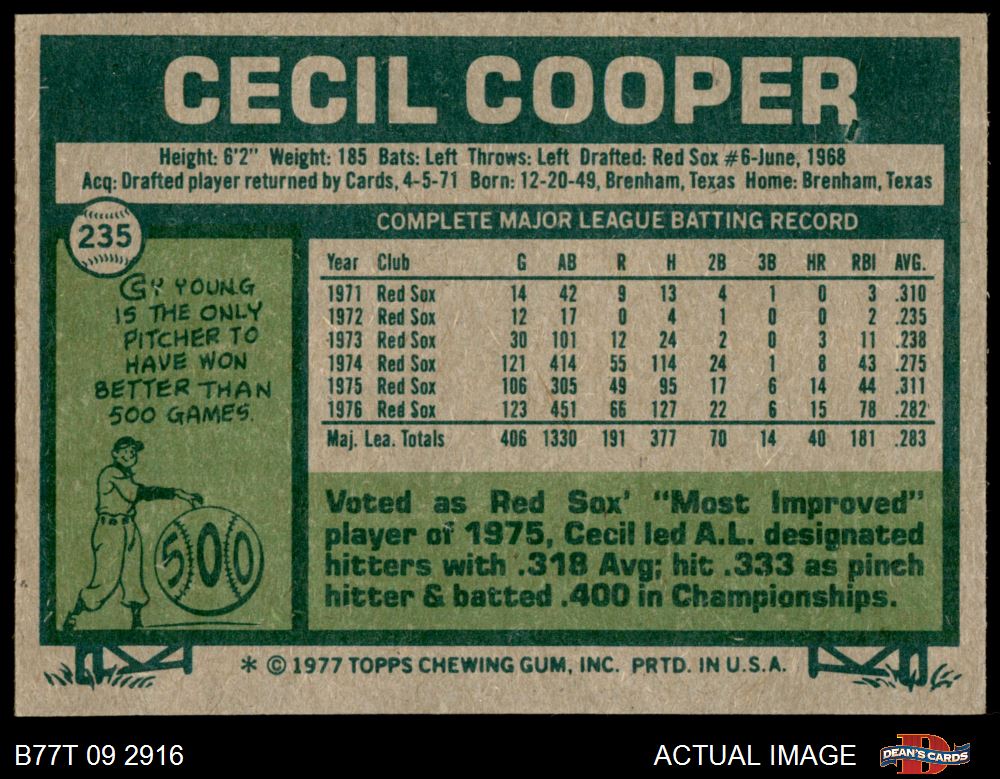 CECIL COOPER
Height: 6'2" Weight: 185 Bats: Left Throws: Left Drafted: Red Sox #6-June, 1968
Acq: Drafted player returned by Cards, 4-5-71 Born: 12-20-49, Brenham, Texas Home: Brenham, Texas
235
COMPLETE MAJOR LEAGUE BATTING RECORD
CY YOUNG
IS THE ONLY
PITCHER TO
HAVE WON
BETTER THAN
500 GAMES.
500
Year Club G AB R H 2B 3B HR RBI AVG.
1971 Red Sox 14 42 9 13 4 1 0 3 .310
1972 Red Sox 12 17 0 4 1 0 0 2 .235
1973 Red Sox 30 101 12 24 2 0 3 11 .238
1974 Red Sox 121 414 55 114 24 1 8 43 .275
1975 Red Sox 106 305 49 95 17 6 14 44 .311
1976 Red Sox 123 451 66 127 22 6 15 78 .282
Maj. Lea. Totals 406 1330 191 377 70 14 40 181 .283
Voted as Red Sox' "Most Improved"
player of 1975, Cecil led A.L. designated
hitters with .318 Avg; hit .333 as pinch
hitter & batted .400 in Championships.
* © 1977 TOPPS CHEWING GUM, INC. PRTD. IN U.S.A.
B77T 09 2916
ACTUAL IMAGE
DEAN'S CARDS